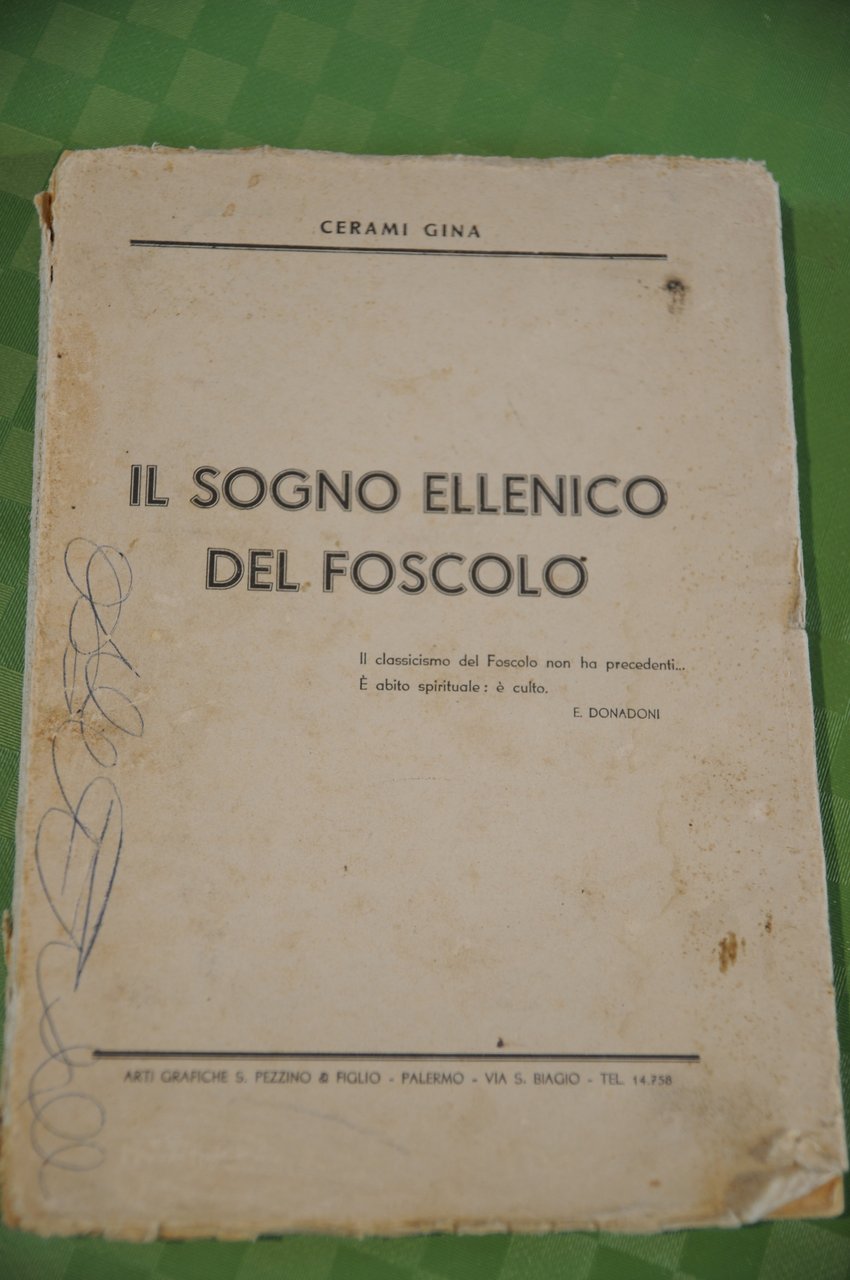 CERAMI GINA
IL SOGNO ELLENICO
DEL FOSCOLO
Il classicismo del Foscolo non ha precedenti...
È abito spirituale : è culto.
E. DONADONI
ARTI GRAFICHE S. PEZZINO & FIGLIO - PALERMO - VIA S. BIAGIO - TEL. 14.758